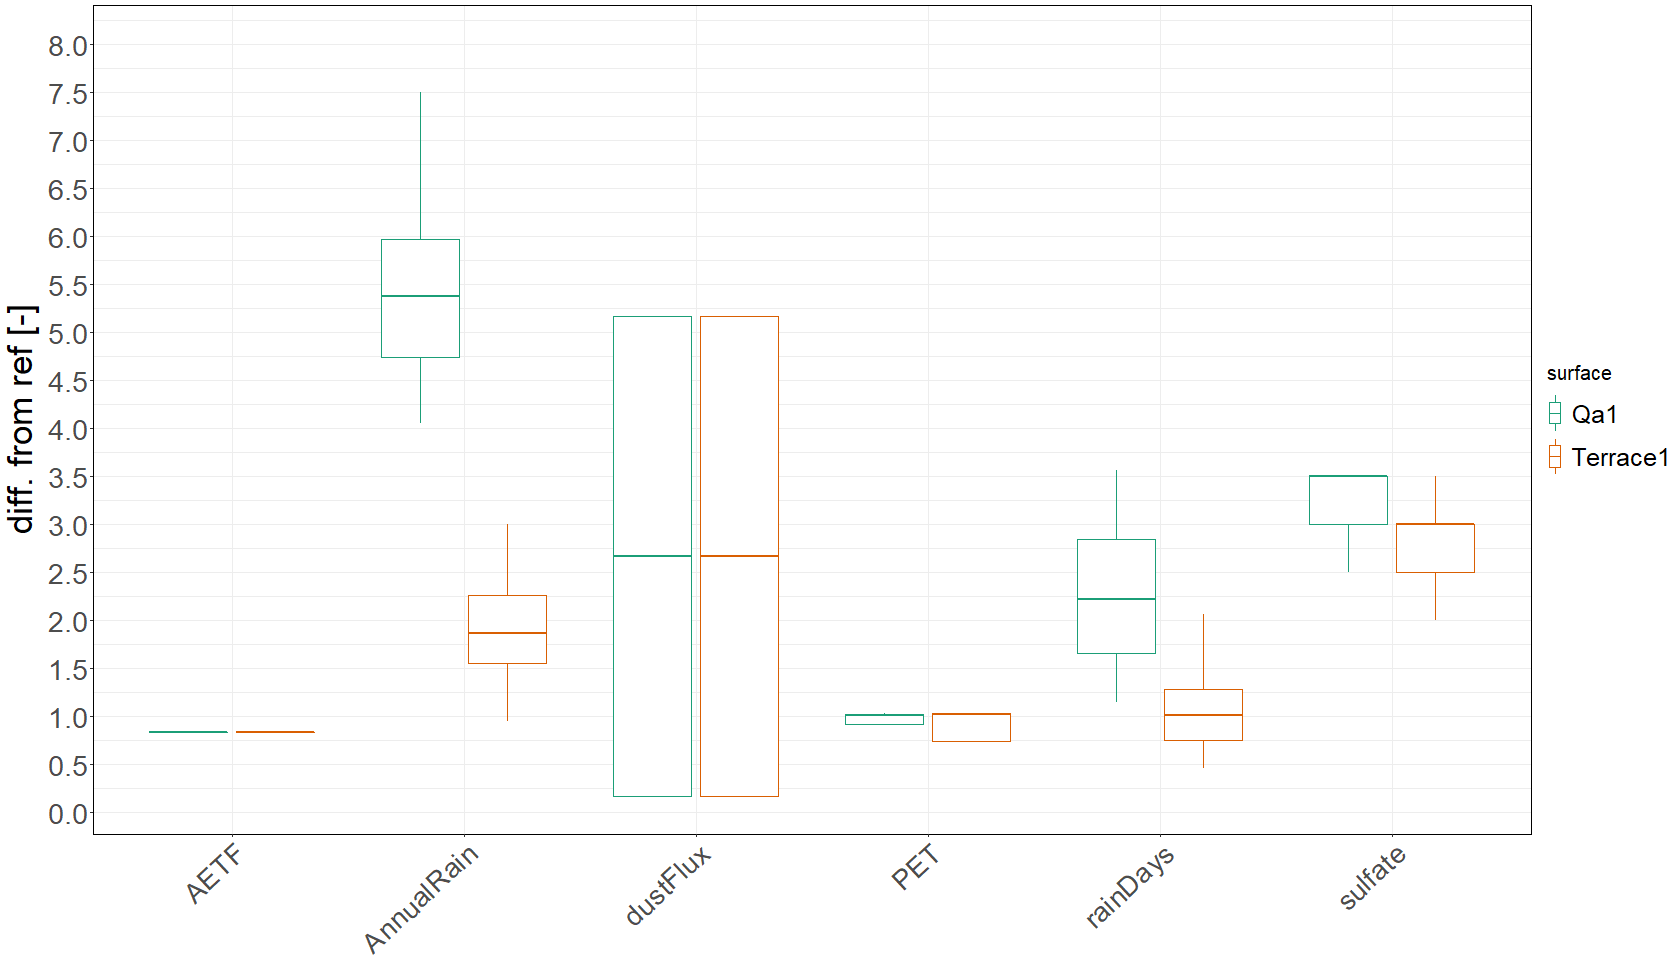 diff. from ref [-]
8.0
7.5
7.0
6.5
6.0
5.5
5.0
4.5
4.0
3.5
3.0
2.5
2.0
1.5
1.0
0.5
0.0
AETF
AnnualRain
dustFlux
PET
rainDays
sulfate
surface
Qa1
Terrace1